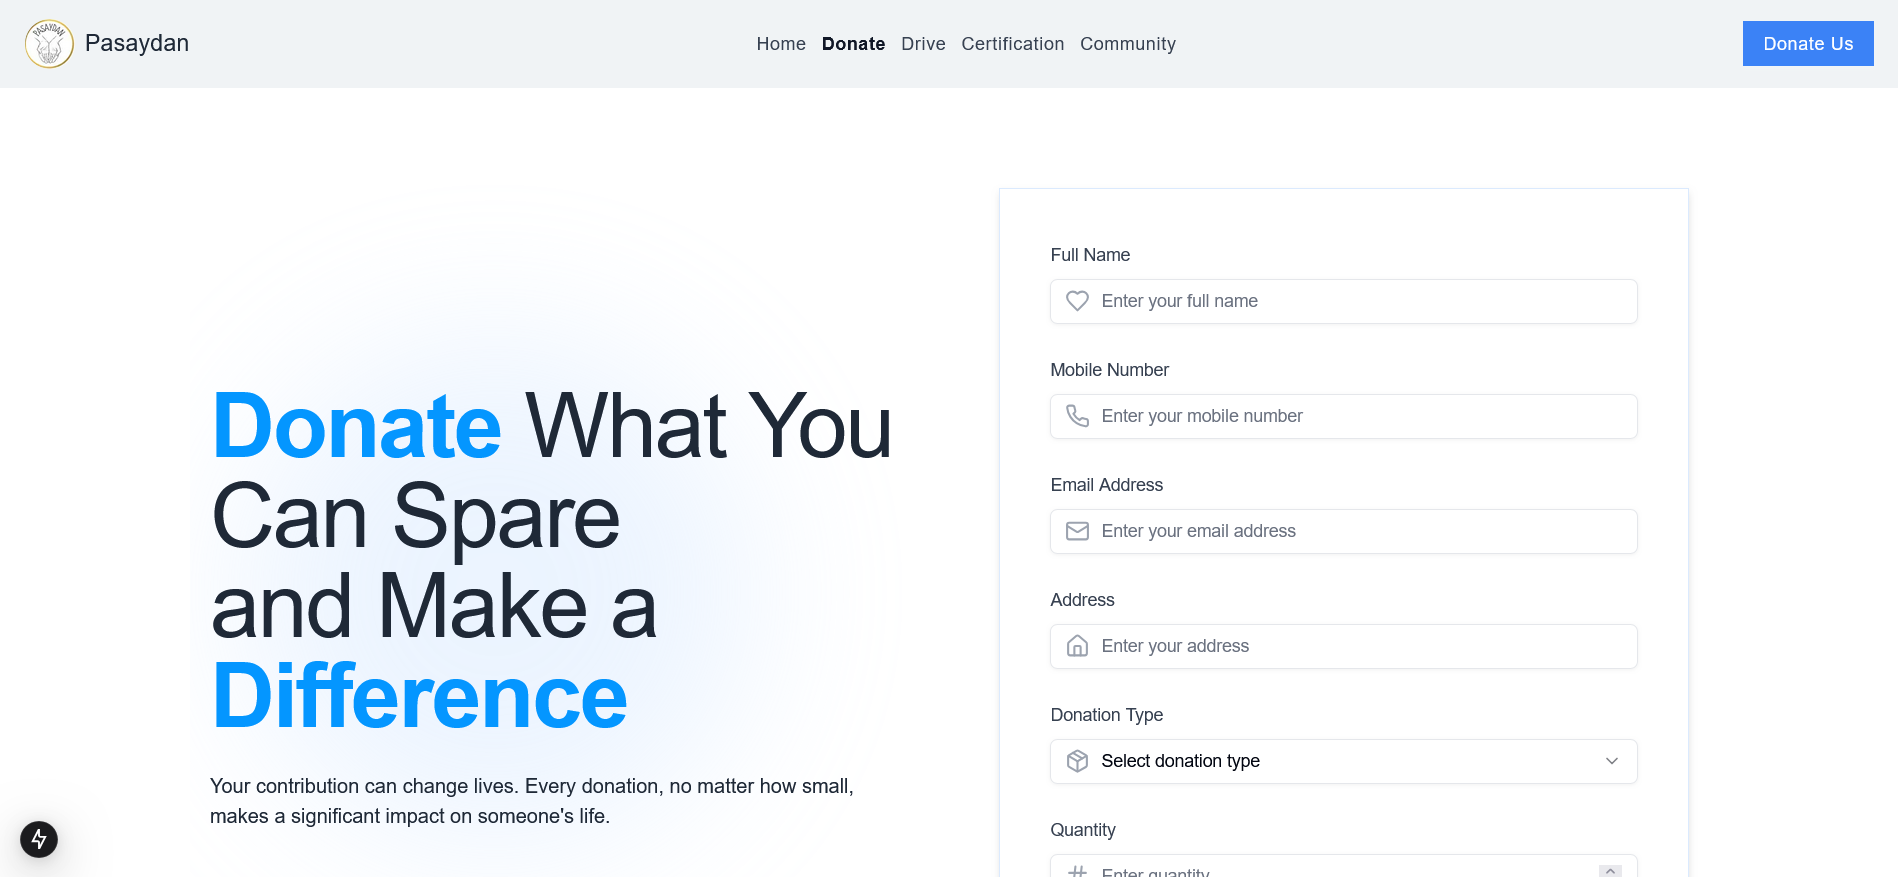 PASAYDAN
Pasaydan
Home Donate Drive Certification Community
Donate Us
Donate What You
Can Spare
and Make a
Difference
Your contribution can change lives. Every donation, no matter how small,
makes a significant impact on someone's life.
Full Name
Enter your full name
Mobile Number
Enter your mobile number
Email Address
Enter your email address
Address
Enter your address
Donation Type
Select donation type
Quantity
Enter quantity